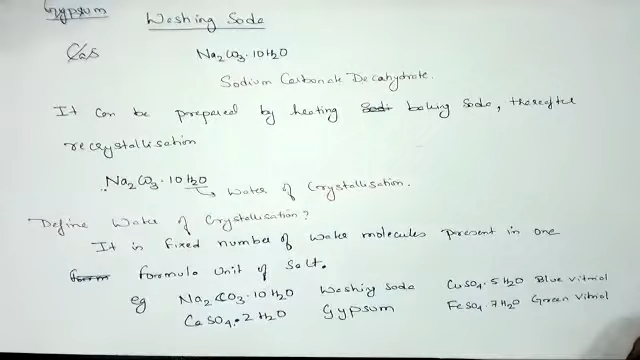 Gypsum
Washing Soda
CaS
Na2CO3·10H2O
Sodium Carbonate Decahydrate.
It can be prepared by heating Sodi baking soda, thereafter
recrystallisation
Na2CO3·10H2O → Water of Crystallisation.
Define Water of Crystallisation?
It is fixed number of water molecules present in one
Form formula unit of salt.
eg Na2CO3·10H2O Washing soda CuSO4·5H2O Blue vitriol
CaSO4·2H2O Gypsum FeSO4·7H2O Green Vitriol